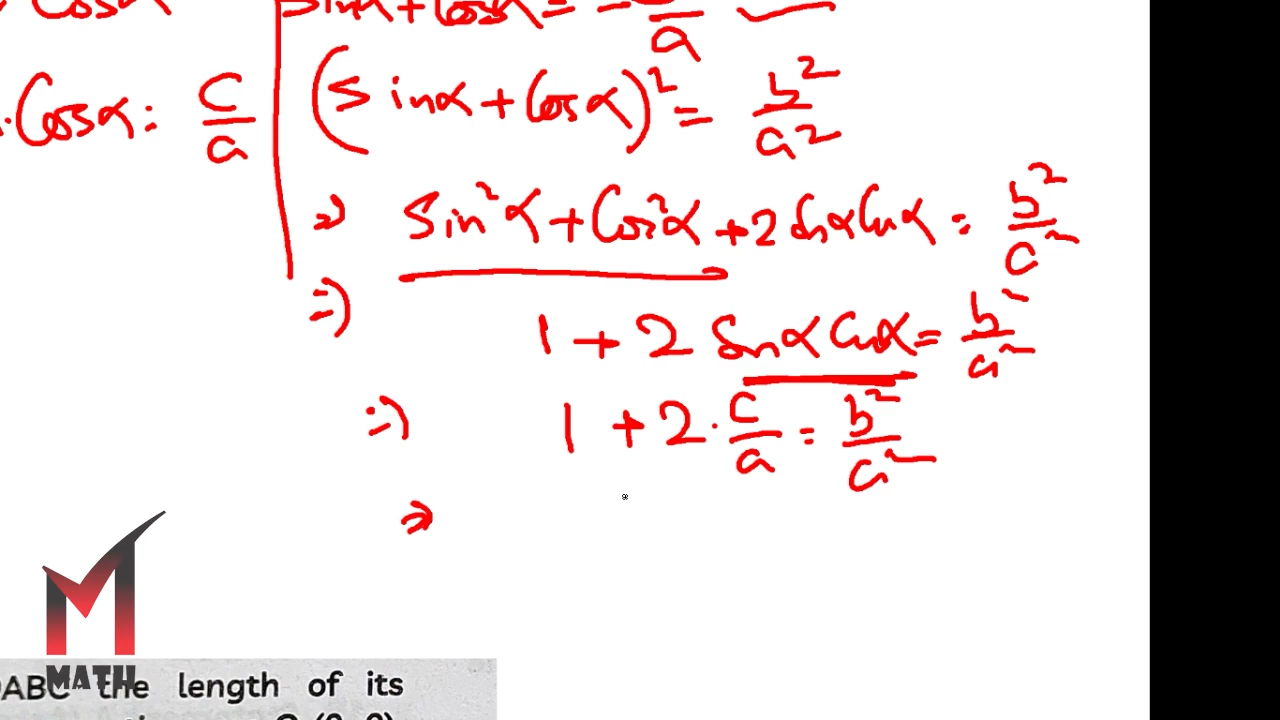 Cosα
sinα + Cosα = -
a
. Cosα = c/a
(sinα + Cosα)² = b²/a²
⇒ sin²α + Cos²α + 2 sinα Cosα = b²/a²
⇒ 1 + 2 sinα Cosα = b²/a²
⇒ 1 + 2 · c/a = b²/a²
⇒
M
MATH
ABC the length of its